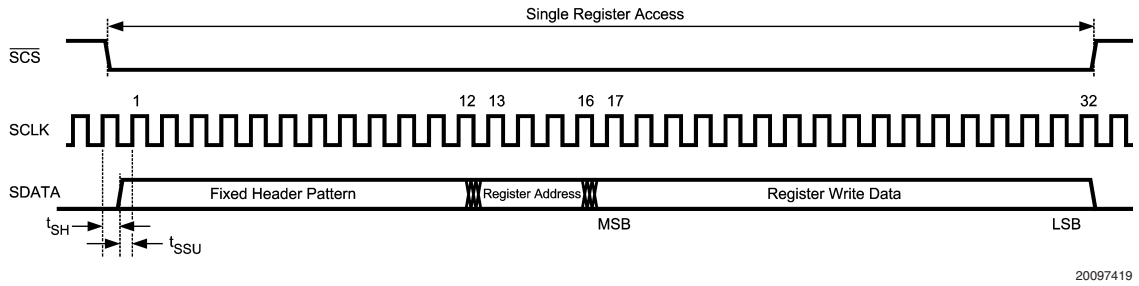 Single Register Access
SCS
1 12 13 16 17 32
SCLK
SDATA Fixed Header Pattern Register Address Register Write Data
tSH MSB LSB
tSSU
20097419